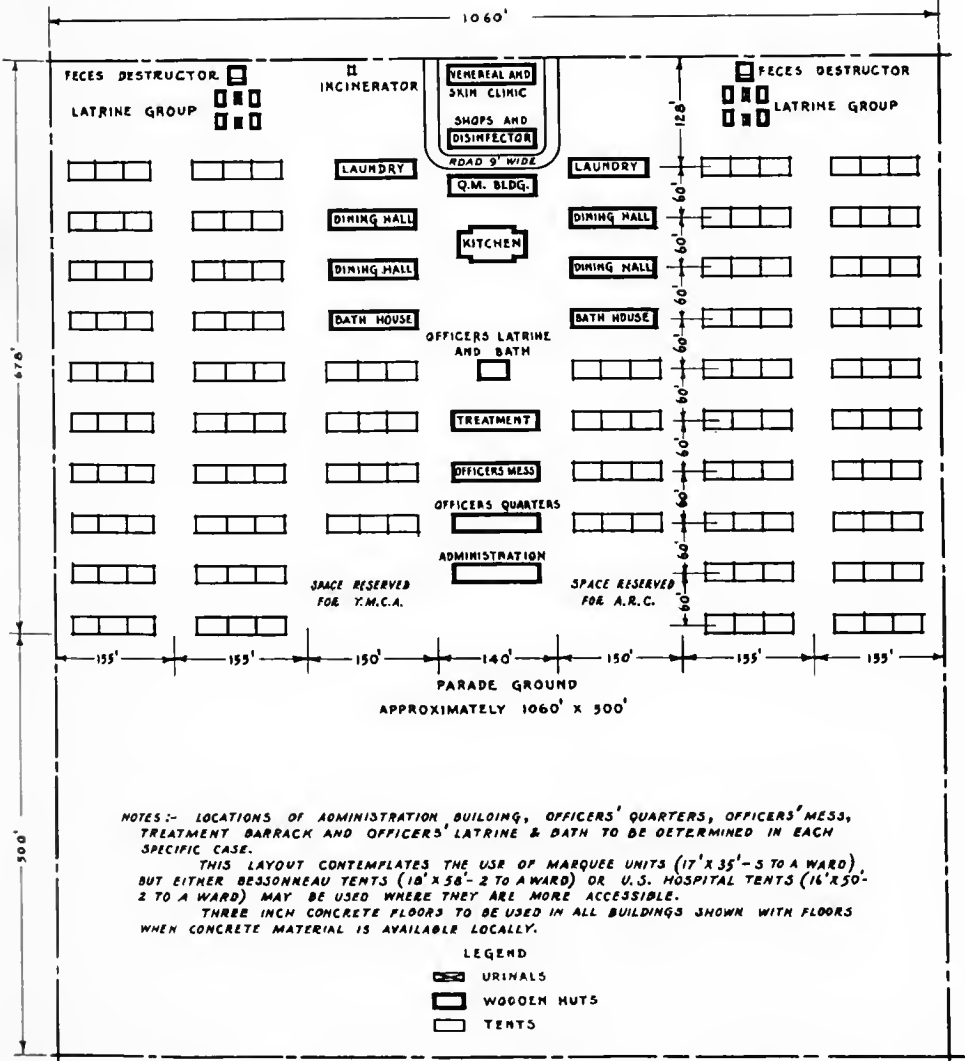 1060'
FECES DESTRUCTOR
LATRINE GROUP
INCINERATOR
VENEREAL AND
SKIN CLINIC
SHOPS AND
DISINFECTOR
ROAD 9' WIDE
Q.M. BLDG.
FECES DESTRUCTOR
LATRINE GROUP
128'
LAUNDRY
LAUNDRY
60'
DINING HALL
KITCHEN
DINING HALL
60'
DINING HALL
DINING HALL
60'
BATH HOUSE
BATH HOUSE
60'
OFFICERS LATRINE
AND BATH
60'
TREATMENT
60'
OFFICERS MESS
60'
OFFICERS QUARTERS
60'
ADMINISTRATION
60'
SPACE RESERVED
FOR Y.M.C.A.
SPACE RESERVED
FOR A.R.C.
678'
155'
155'
150'
140'
150'
155'
155'
PARADE GROUND
APPROXIMATELY 1060' X 500'
500'
NOTES:- LOCATIONS OF ADMINISTRATION BUILDING, OFFICERS' QUARTERS, OFFICERS' MESS,
TREATMENT BARRACK AND OFFICERS' LATRINE & BATH TO BE DETERMINED IN EACH
SPECIFIC CASE.
THIS LAYOUT CONTEMPLATES THE USE OF MARQUEE UNITS (17' X 35'- 3 TO A WARD)
BUT EITHER BESSONNEAU TENTS (18' X 58'- 2 TO A WARD) OR U.S. HOSPITAL TENTS (16' X 50'-
2 TO A WARD) MAY BE USED WHERE THEY ARE MORE ACCESSIBLE.
THREE INCH CONCRETE FLOORS TO BE USED IN ALL BUILDINGS SHOWN WITH FLOORS
WHEN CONCRETE MATERIAL IS AVAILABLE LOCALLY.
LEGEND
URINALS
WOODEN HUTS
TENTS